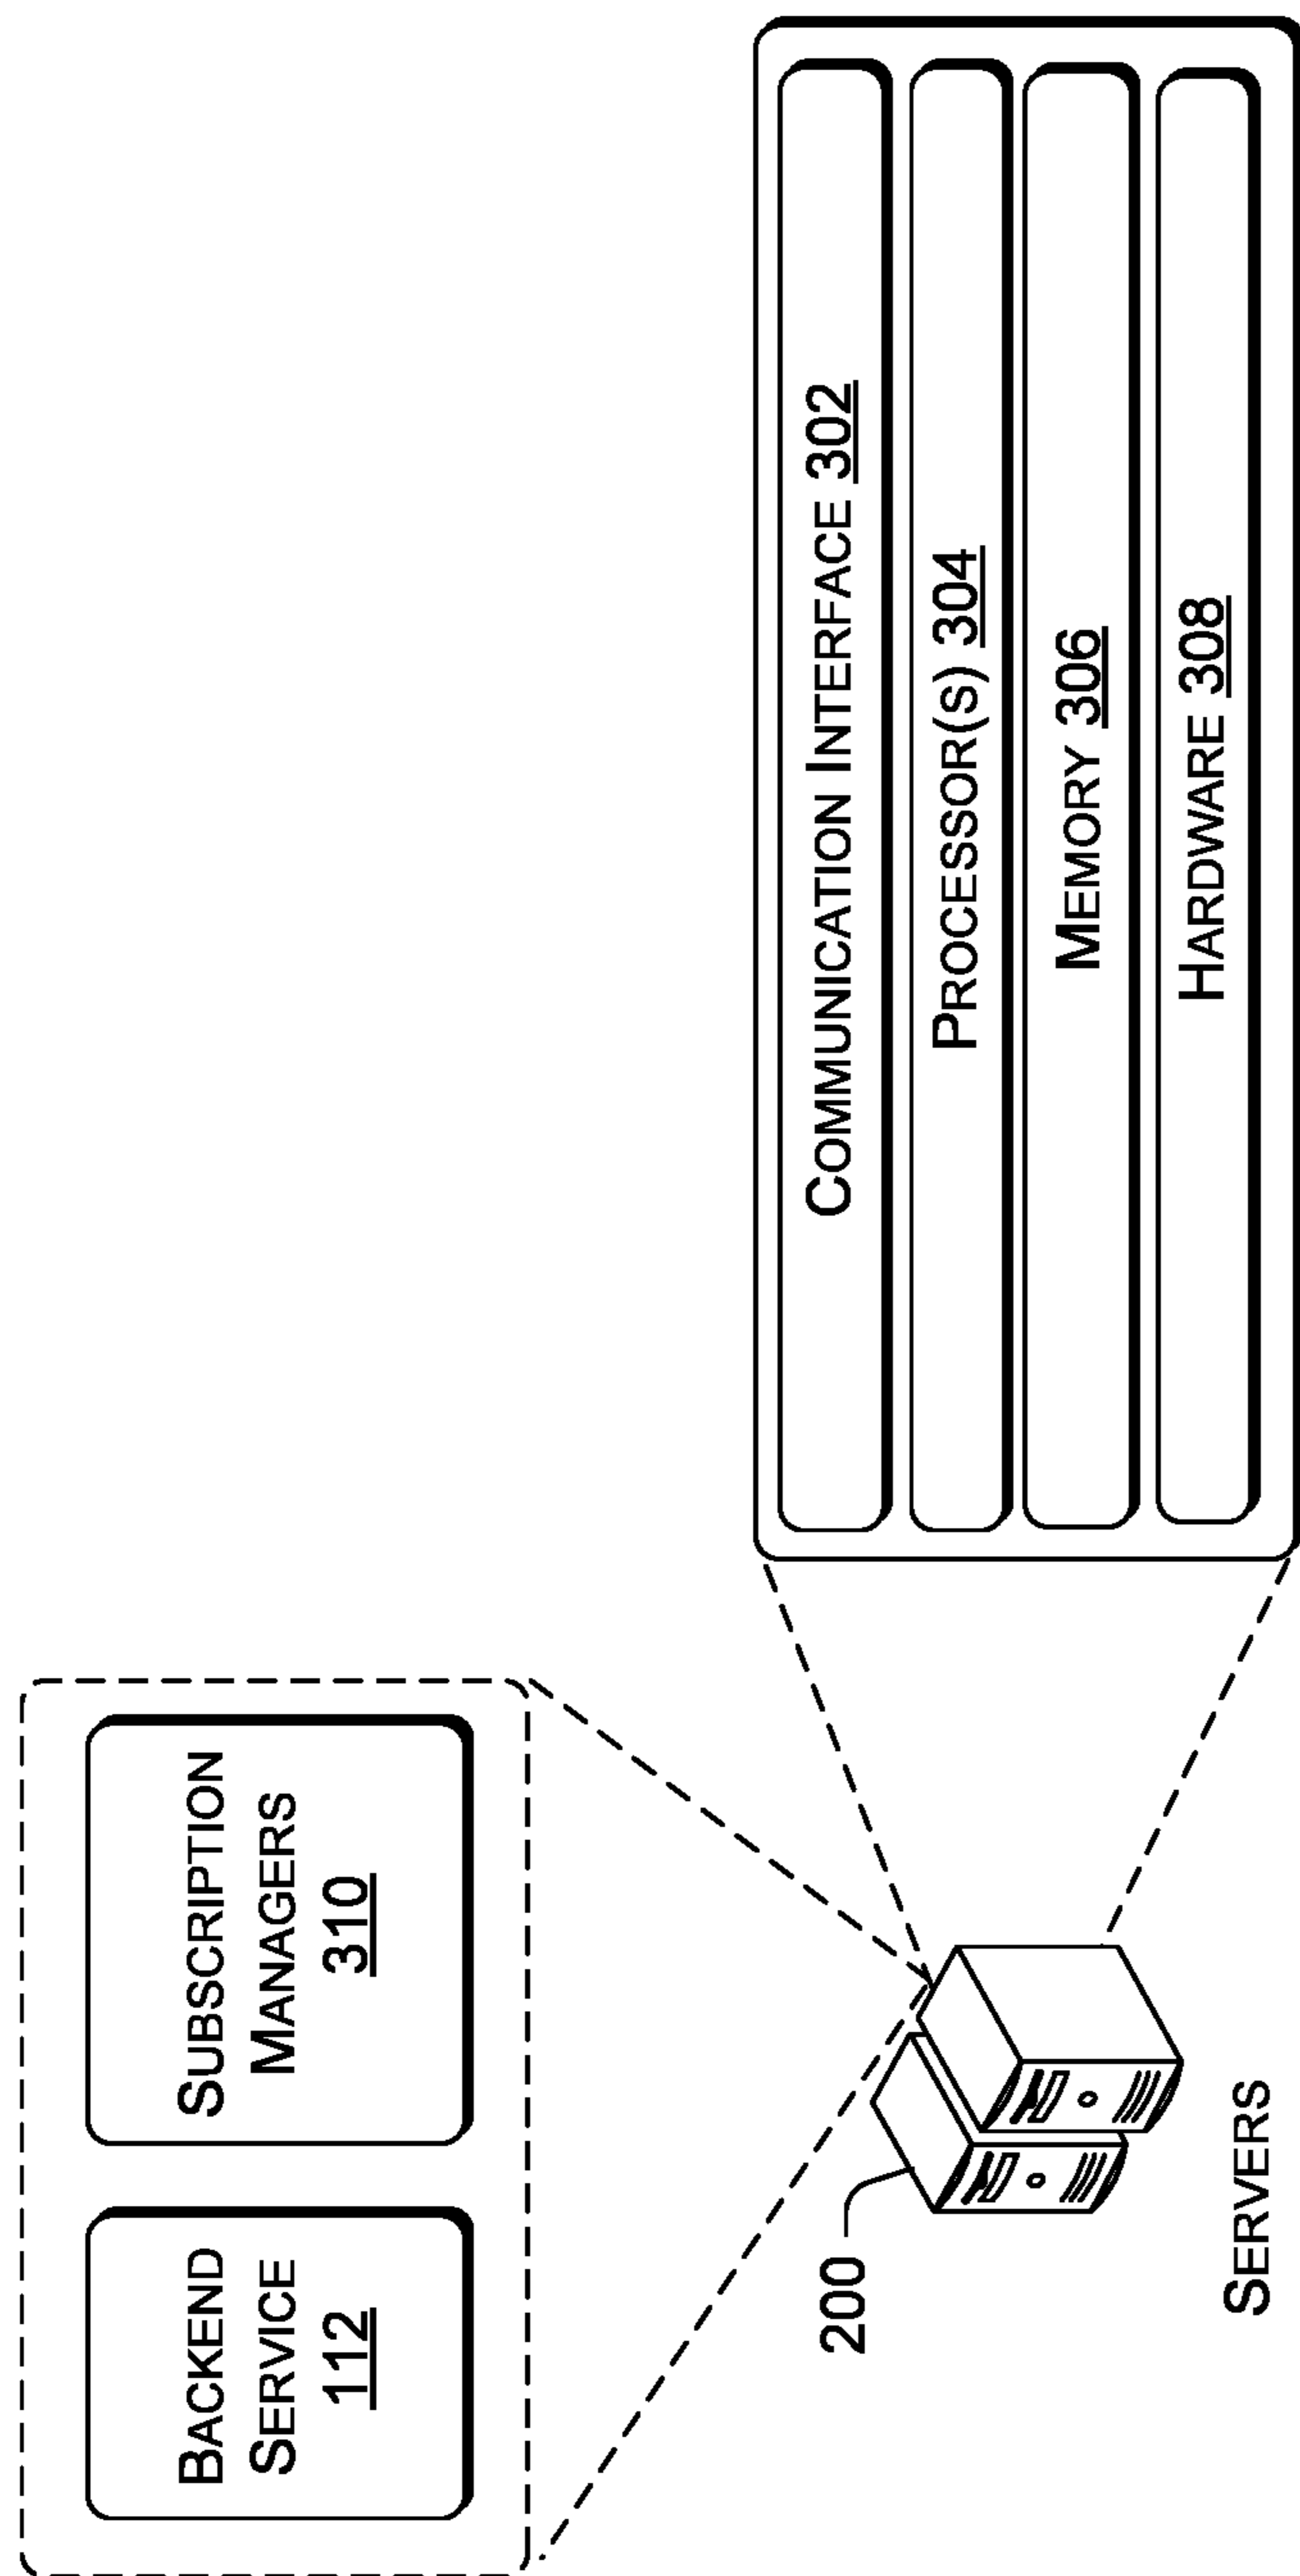 BACKEND
SERVICE
112
SUBSCRIPTION
MANAGERS
310
200
SERVERS
COMMUNICATION INTERFACE 302
PROCESSOR(S) 304
MEMORY 306
HARDWARE 308